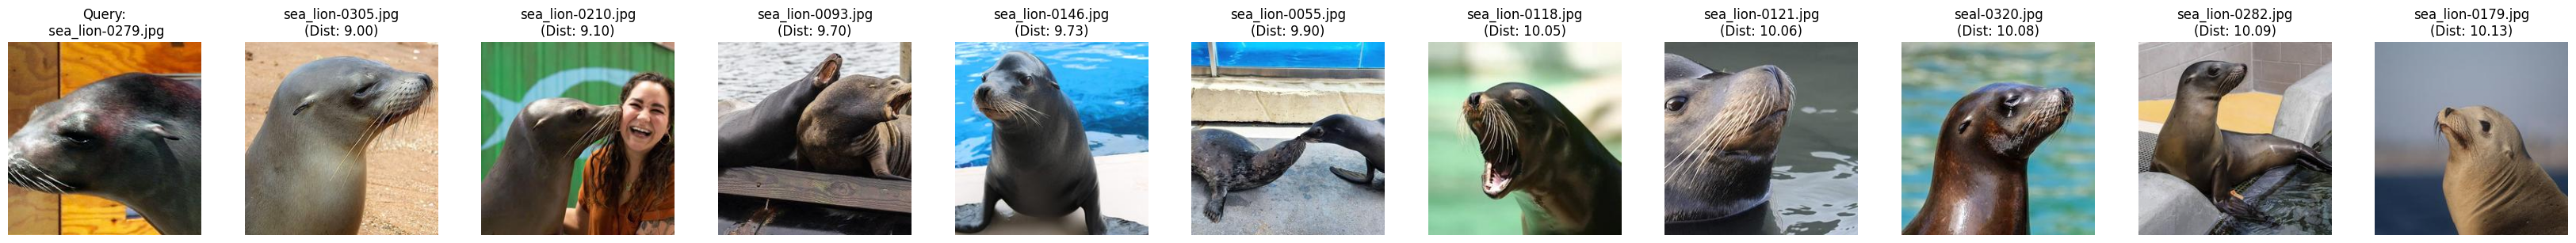 Query:
sea_lion-0279.jpg
sea_lion-0305.jpg
(Dist: 9.00)
sea_lion-0210.jpg
(Dist: 9.10)
sea_lion-0093.jpg
(Dist: 9.70)
sea_lion-0146.jpg
(Dist: 9.73)
sea_lion-0055.jpg
(Dist: 9.90)
sea_lion-0118.jpg
(Dist: 10.05)
sea_lion-0121.jpg
(Dist: 10.06)
seal-0320.jpg
(Dist: 10.08)
sea_lion-0282.jpg
(Dist: 10.09)
sea_lion-0179.jpg
(Dist: 10.13)